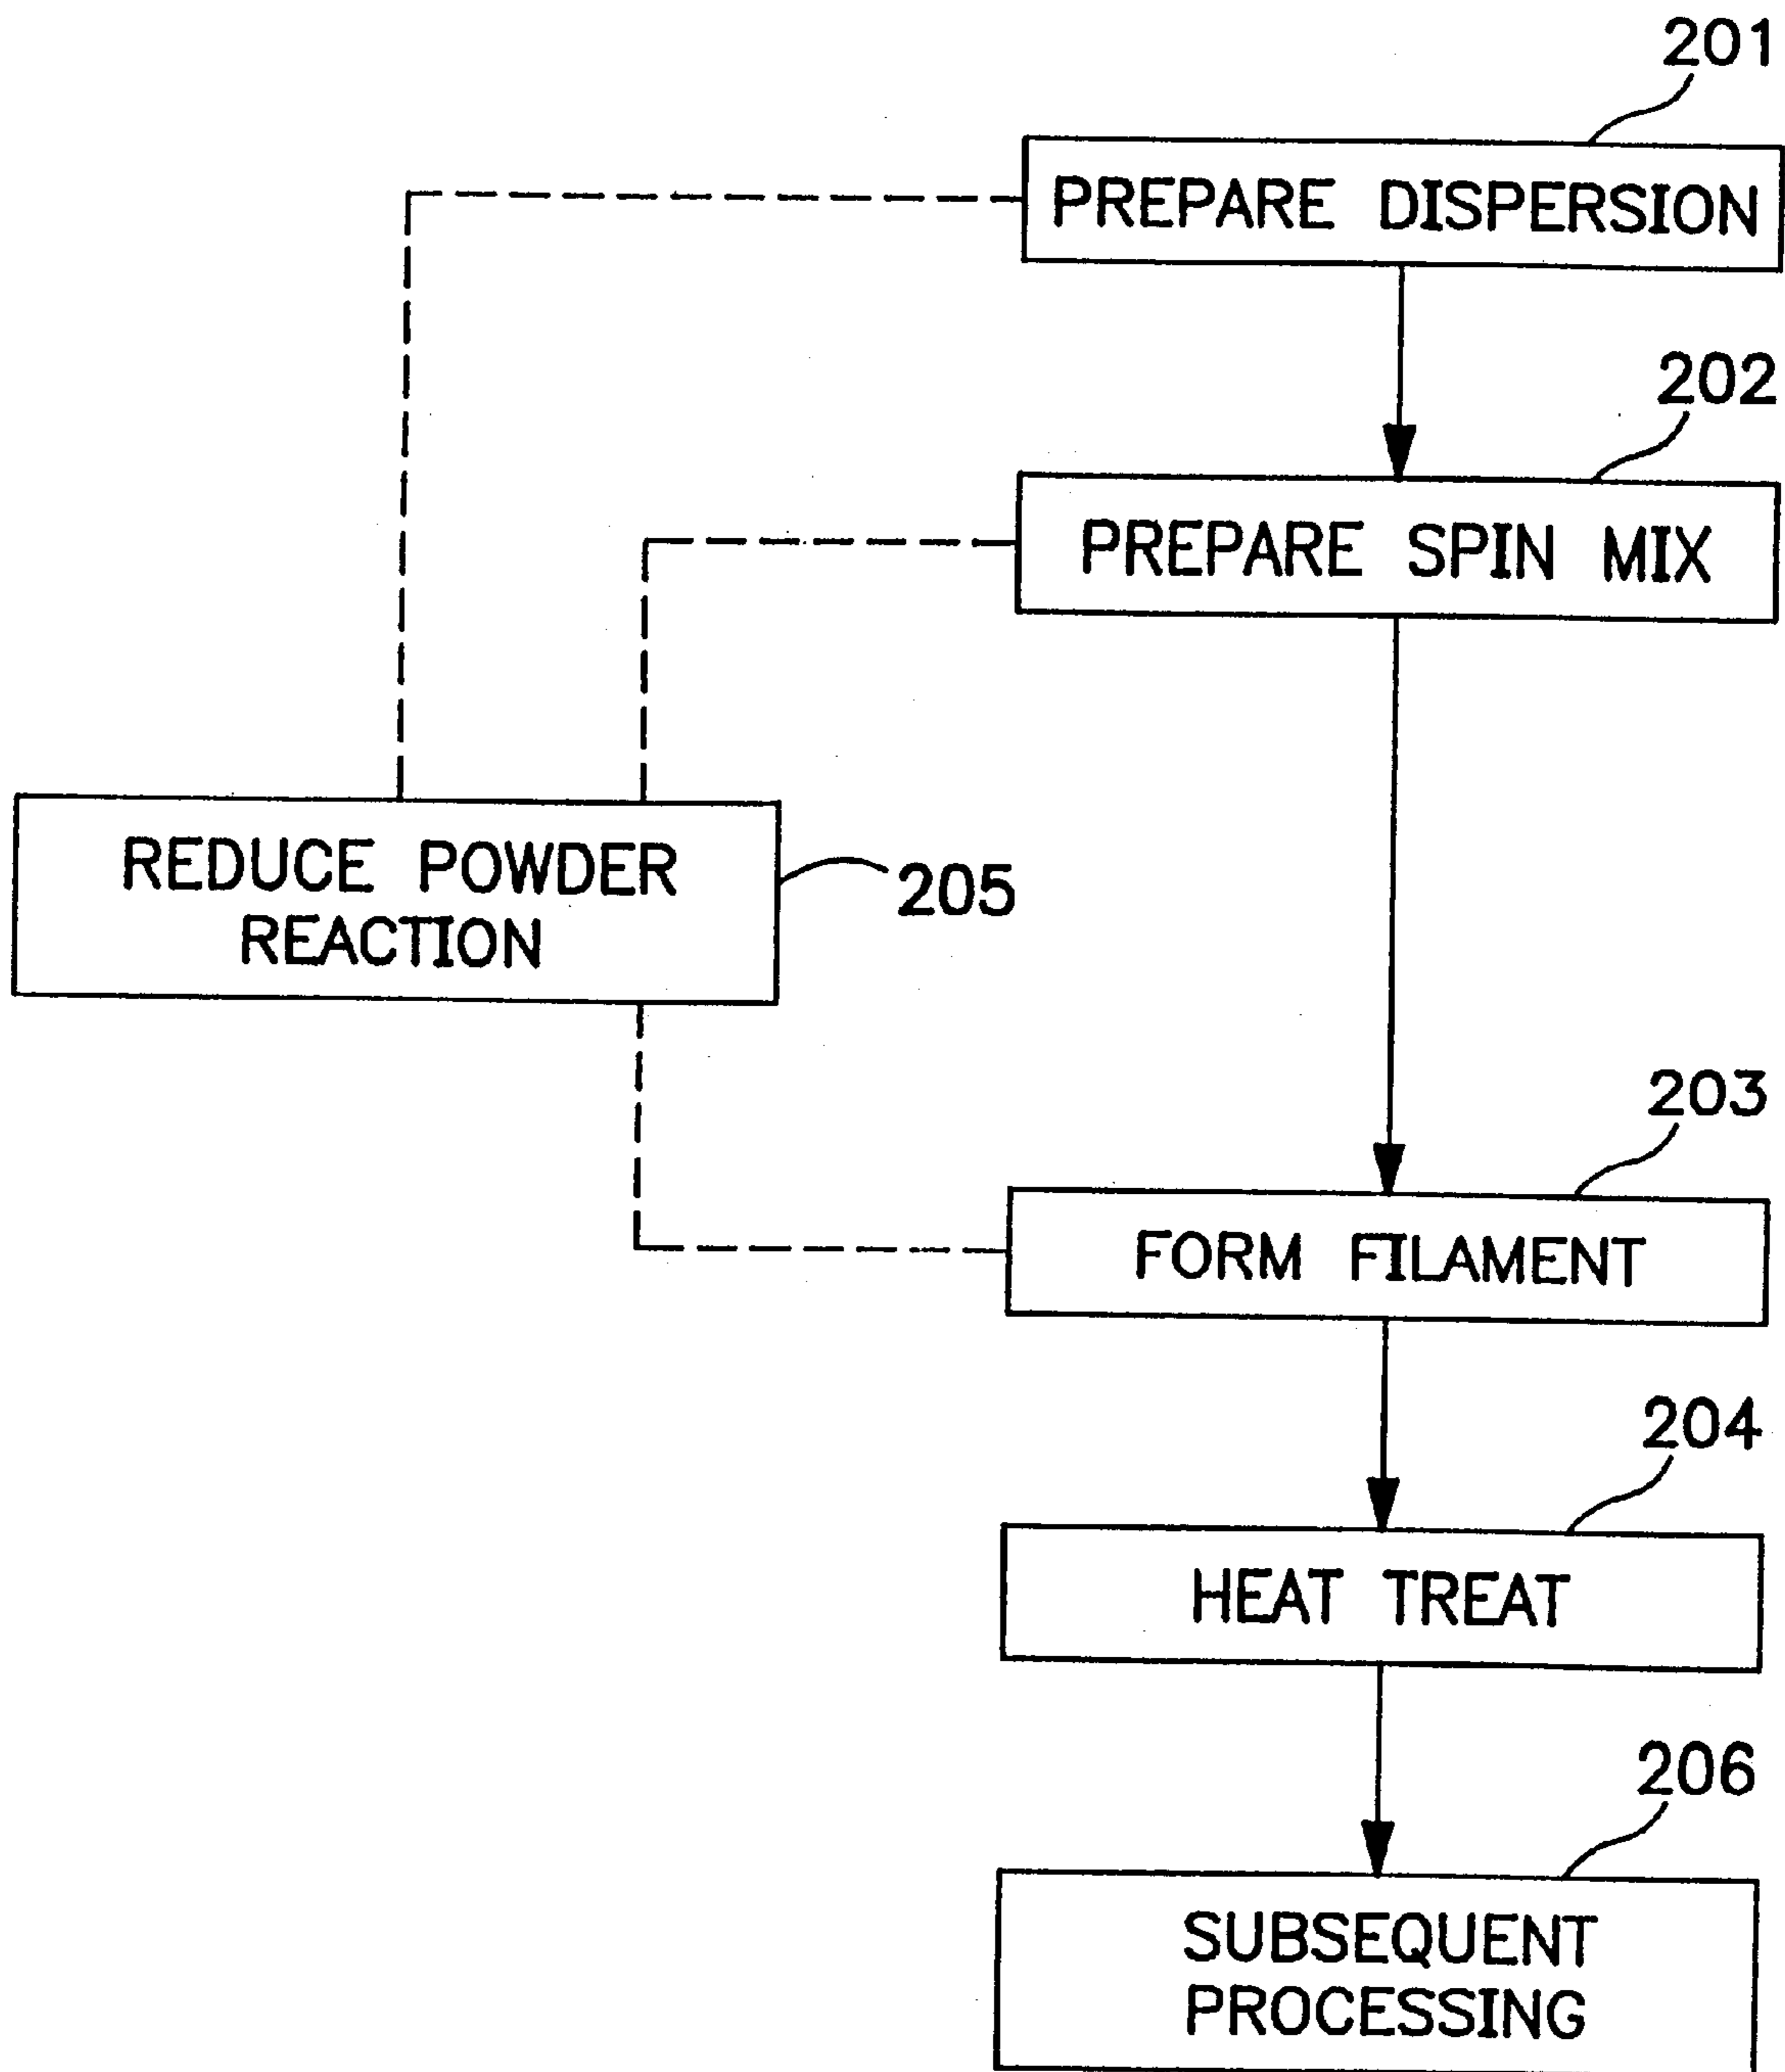 201
PREPARE DISPERSION
202
PREPARE SPIN MIX
REDUCE POWDER
REACTION
205
203
FORM FILAMENT
204
HEAT TREAT
206
SUBSEQUENT
PROCESSING